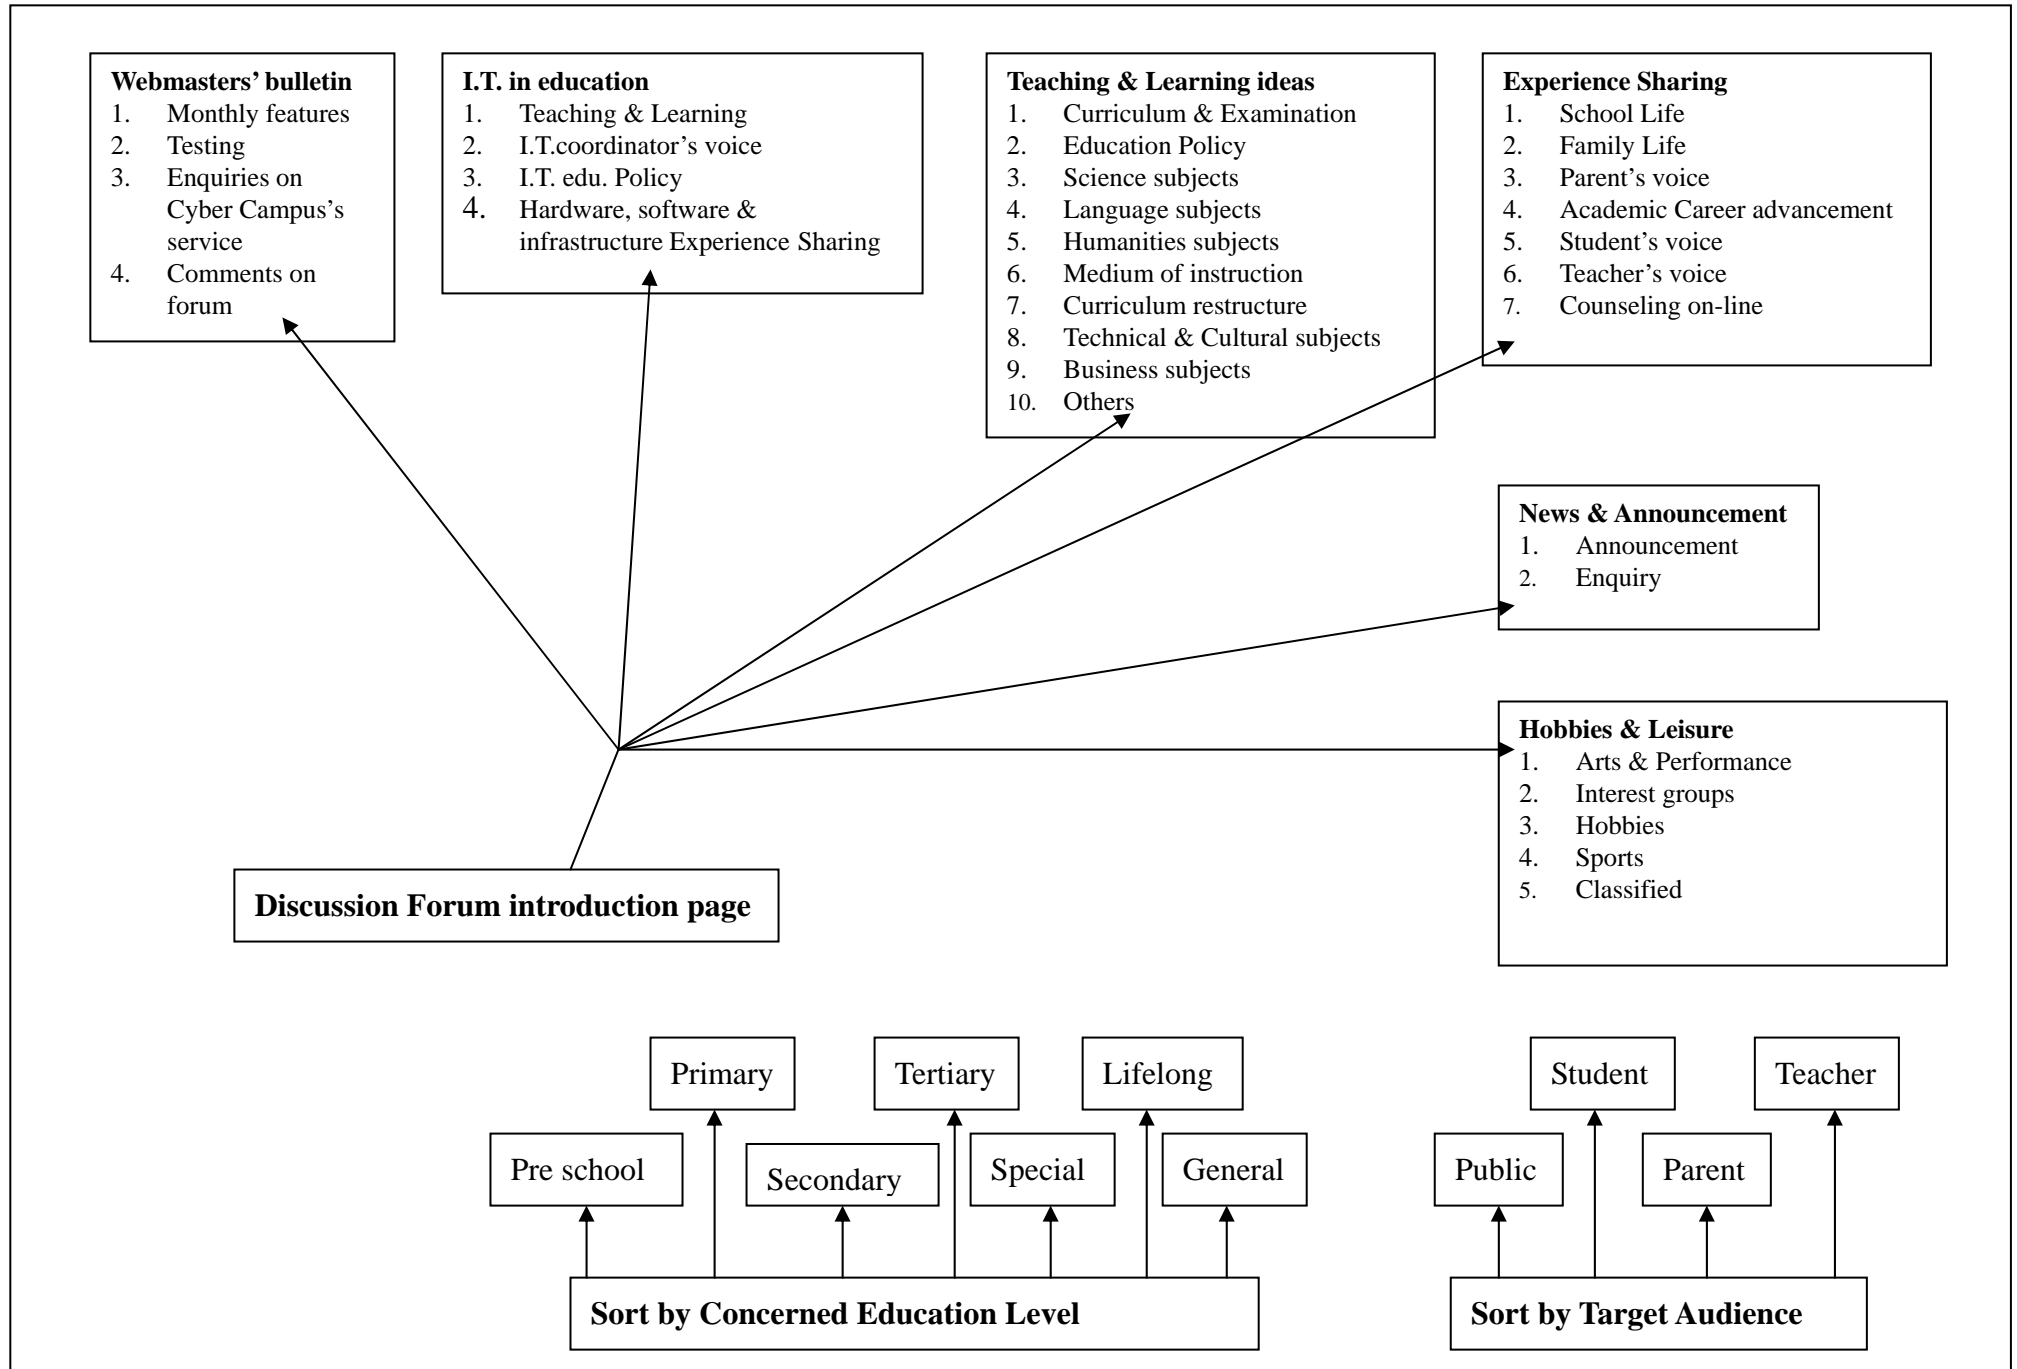 Webmasters’ bulletin
1. Monthly features
2. Testing
3. Enquiries on
Cyber Campus’s
service
4. Comments on
forum
I.T. in education
1. Teaching & Learning
2. I.T.coordinator’s voice
3. I.T. edu. Policy
4. Hardware, software &
infrastructure Experience Sharing
Teaching & Learning ideas
1. Curriculum & Examination
2. Education Policy
3. Science subjects
4. Language subjects
5. Humanities subjects
6. Medium of instruction
7. Curriculum restructure
8. Technical & Cultural subjects
9. Business subjects
10. Others
Experience Sharing
1. School Life
2. Family Life
3. Parent’s voice
4. Academic Career advancement
5. Student’s voice
6. Teacher’s voice
7. Counseling on-line
News & Announcement
1. Announcement
2. Enquiry
Hobbies & Leisure
1. Arts & Performance
2. Interest groups
3. Hobbies
4. Sports
5. Classified
Discussion Forum introduction page
Primary
Tertiary
Lifelong
Student
Teacher
Pre school
Secondary
Special
General
Public
Parent
Sort by Concerned Education Level
Sort by Target Audience